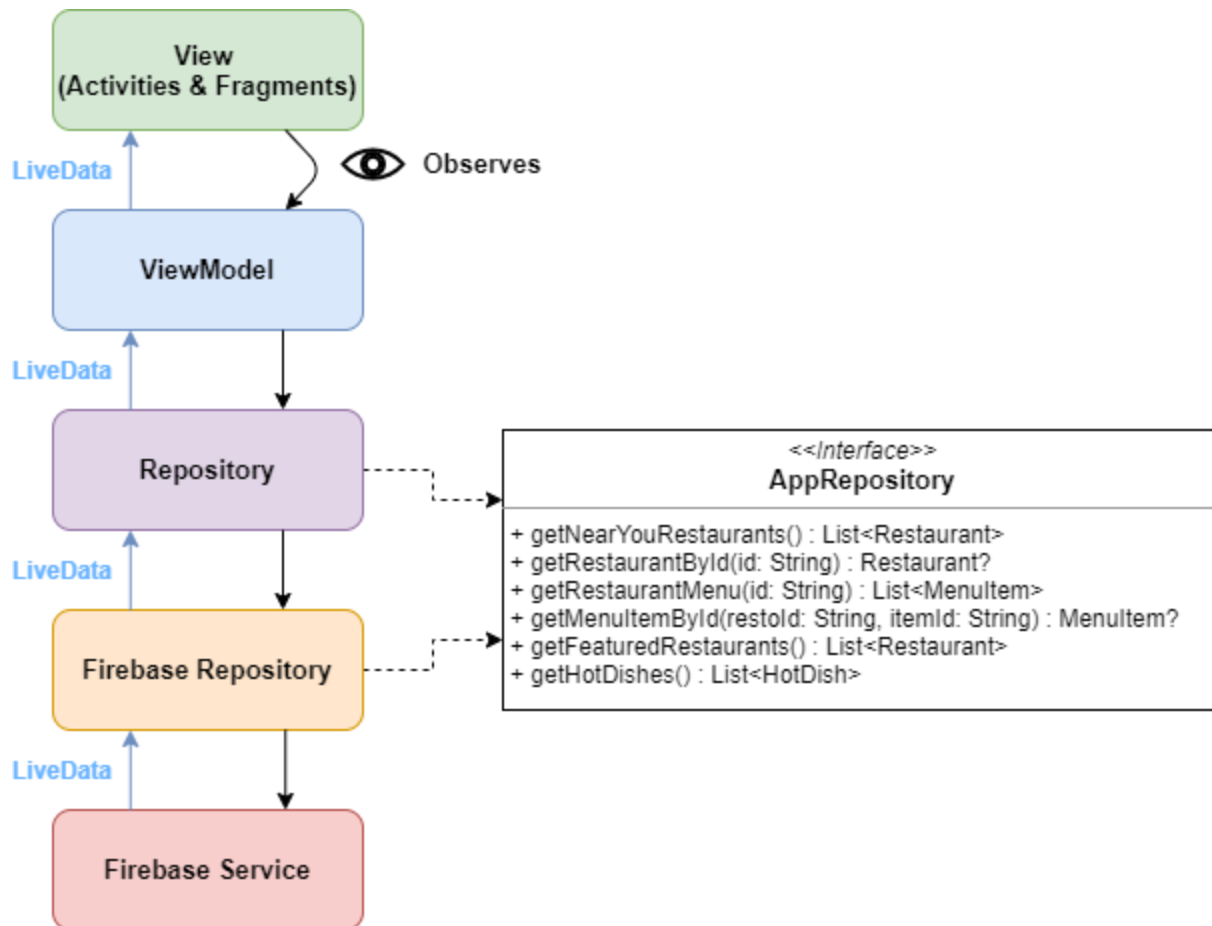 View
(Activities & Fragments)
LiveData
Observes
ViewModel
LiveData
Repository
<<Interface>>
AppRepository
+ getNearYouRestaurants() : List<Restaurant>
+ getRestaurantById(id: String) : Restaurant?
+ getRestaurantMenu(id: String) : List<MenuItem>
+ getMenuItemById(restoId: String, itemId: String) : MenuItem?
+ getFeaturedRestaurants() : List<Restaurant>
+ getHotDishes() : List<HotDish>
LiveData
Firebase Repository
LiveData
Firebase Service